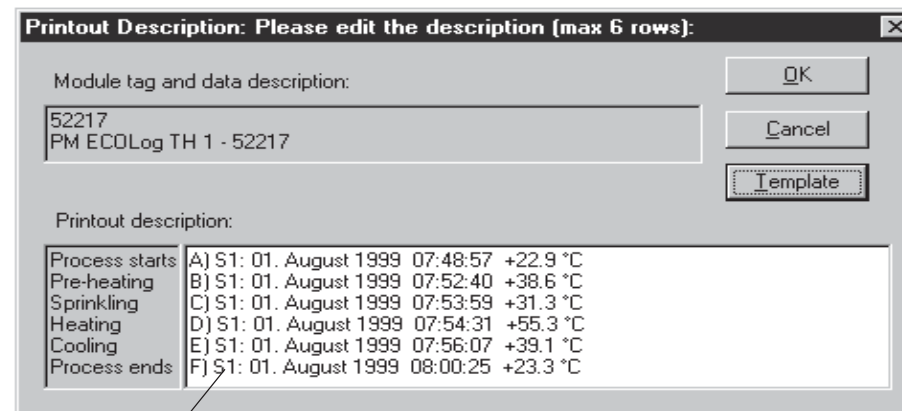 Printout Description: Please edit the description (max 6 rows):
Module tag and data description:
OK
52217
PM ECOLog TH 1 - 52217
Cancel
Template
Printout description:
Process starts A) S1: 01. August 1999 07:48:57 +22.9 °C
Pre-heating B) S1: 01. August 1999 07:52:40 +38.6 °C
Sprinkling C) S1: 01. August 1999 07:53:59 +31.3 °C
Heating D) S1: 01. August 1999 07:54:31 +55.3 °C
Cooling E) S1: 01. August 1999 07:56:07 +39.1 °C
Process ends F) S1: 01. August 1999 08:00:25 +23.3 °C